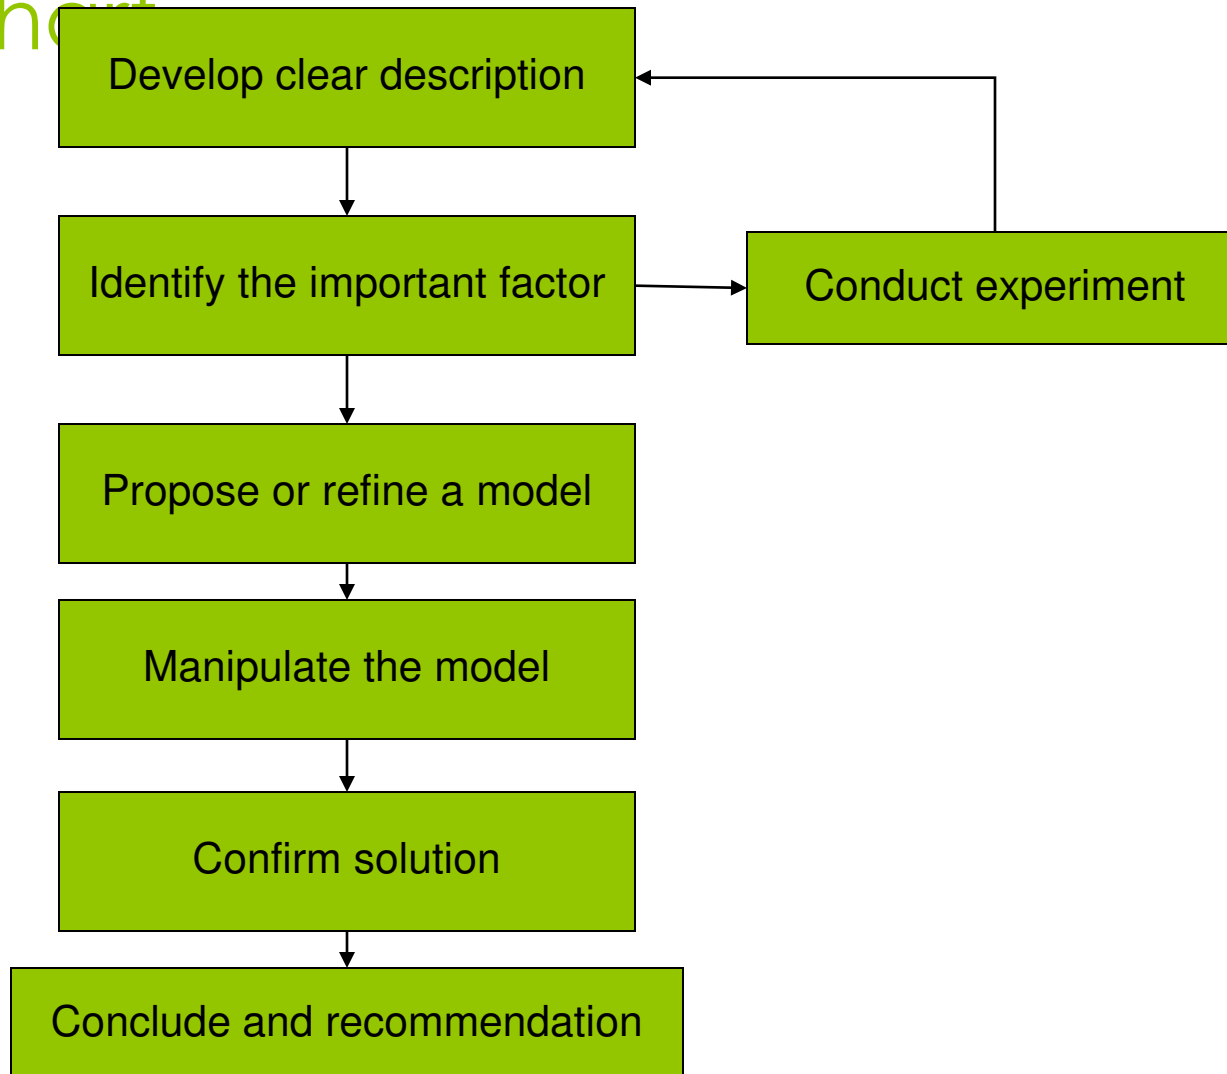 Develop clear description
Identify the important factor
Conduct experiment
Propose or refine a model
Manipulate the model
Confirm solution
Conclude and recommendation